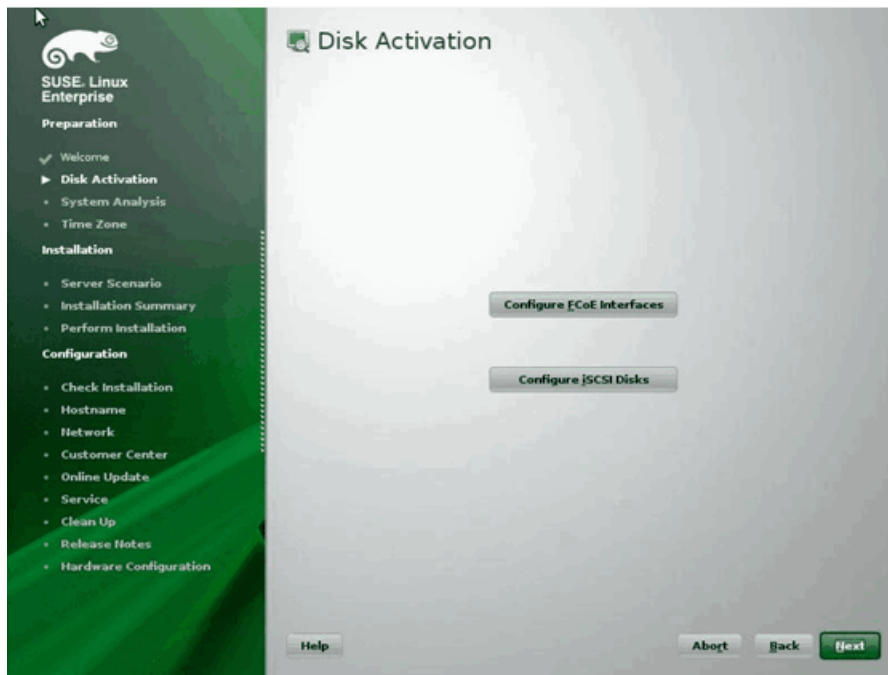 SUSE. Linux
Enterprise
Preparation
Welcome
Disk Activation
System Analysis
Time Zone
Installation
Server Scenario
Installation Summary
Perform Installation
Configuration
Check Installation
Hostname
Network
Customer Center
Online Update
Service
Clean Up
Release Notes
Hardware Configuration
Disk Activation
Configure FCoE Interfaces
Configure iSCSI Disks
Help
Abort
Back
Next